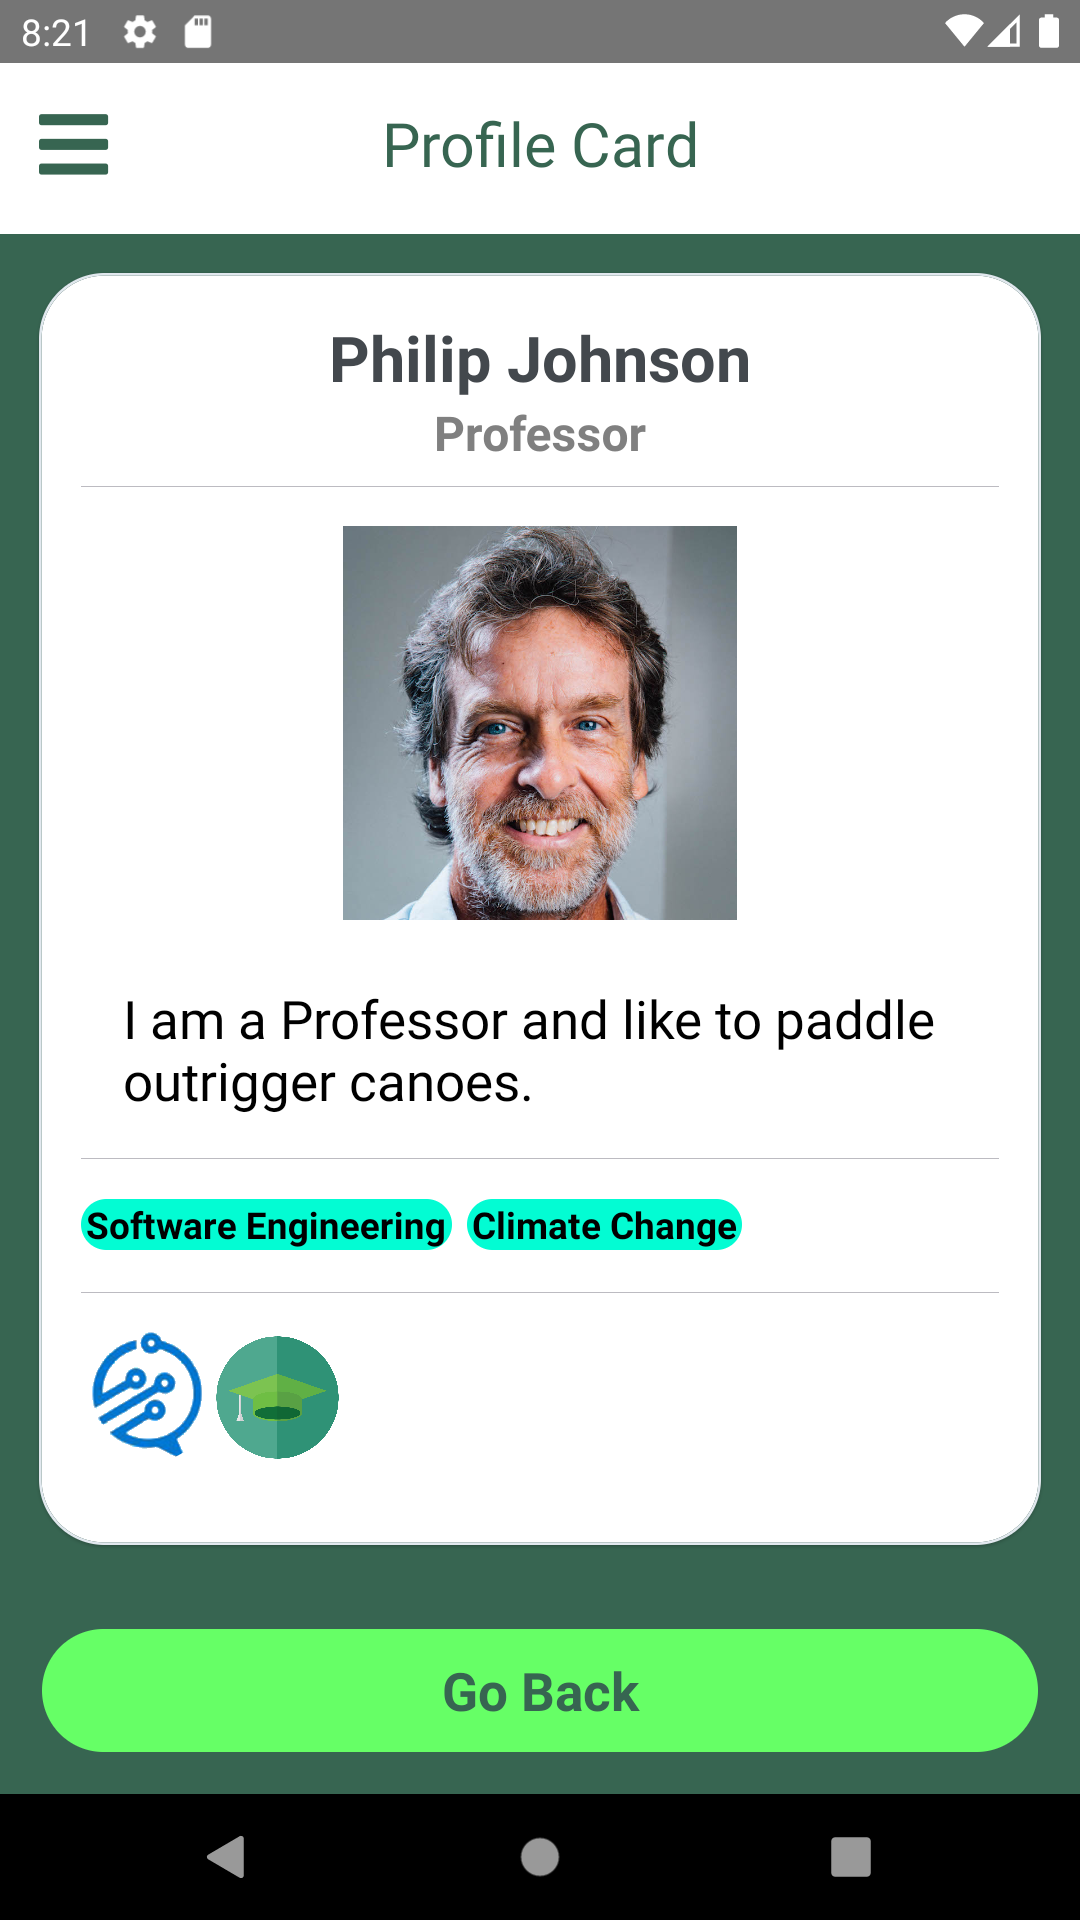 8:21
Profile Card
Philip Johnson
Professor
I am a Professor and like to paddle
outrigger canoes.
Software Engineering Climate Change
Go Back